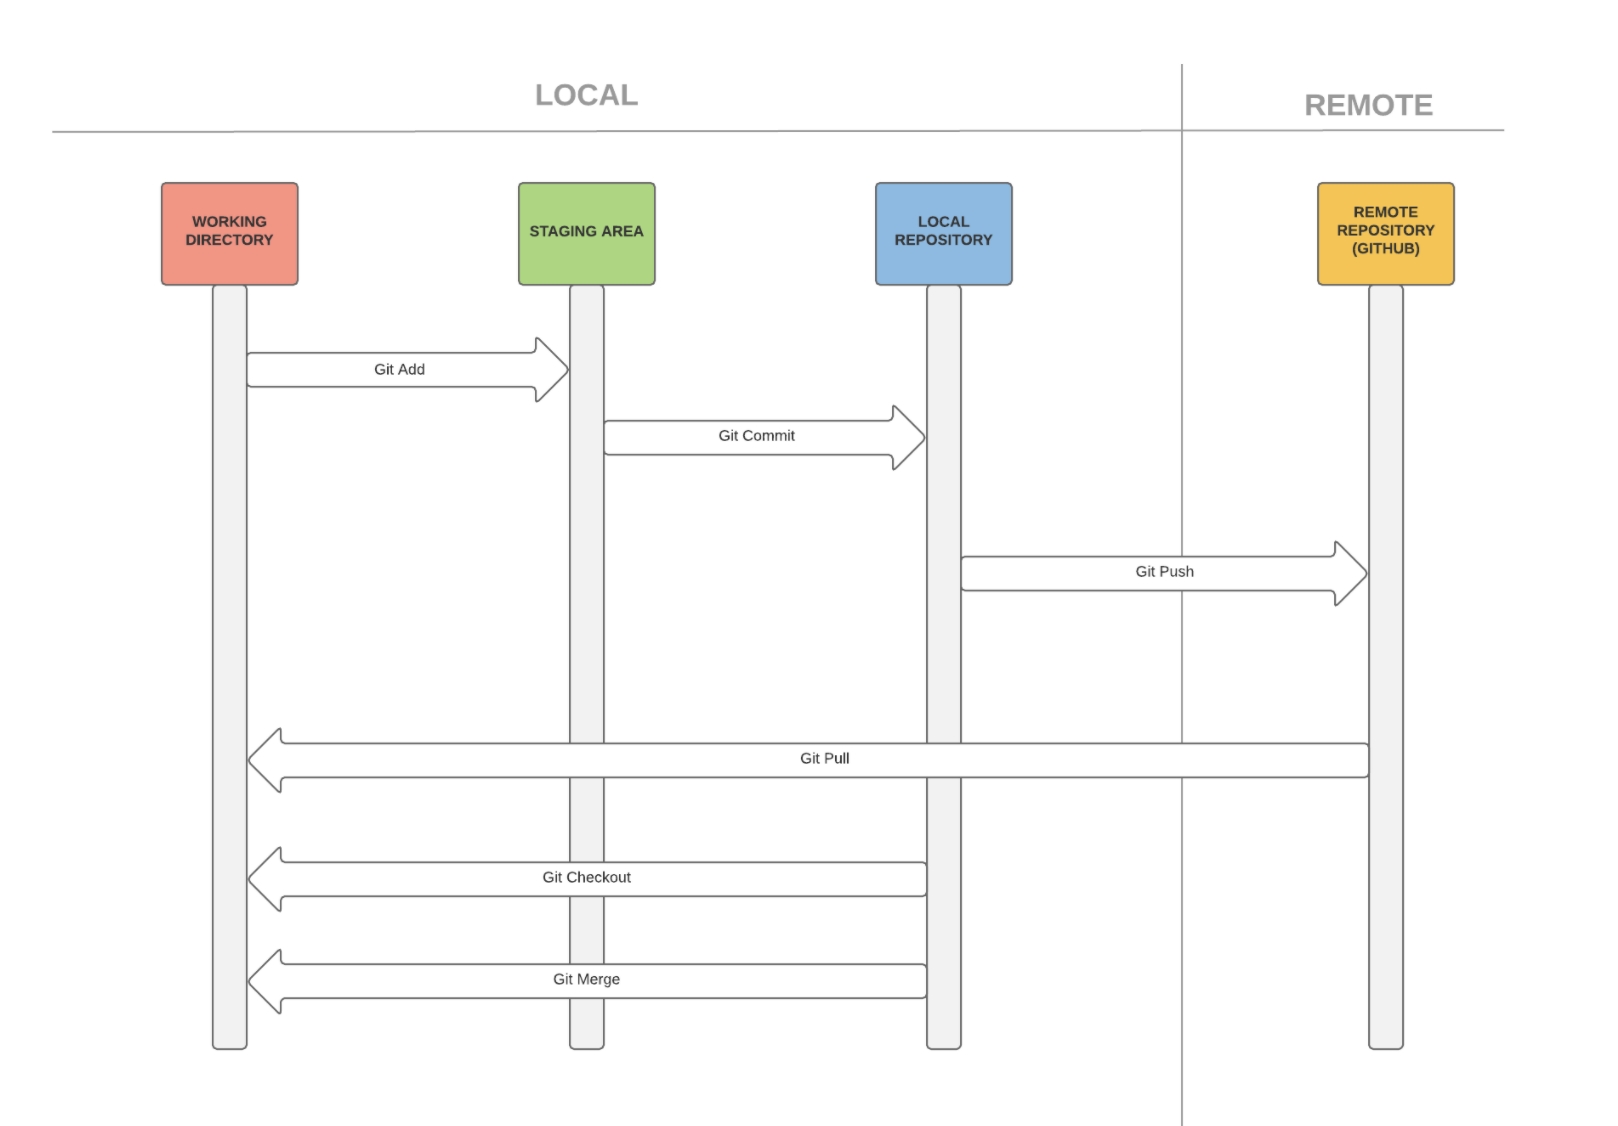 LOCAL
REMOTE
WORKING
DIRECTORY
STAGING AREA
LOCAL
REPOSITORY
REMOTE
REPOSITORY
(GITHUB)
Git Add
Git Commit
Git Push
Git Pull
Git Checkout
Git Merge